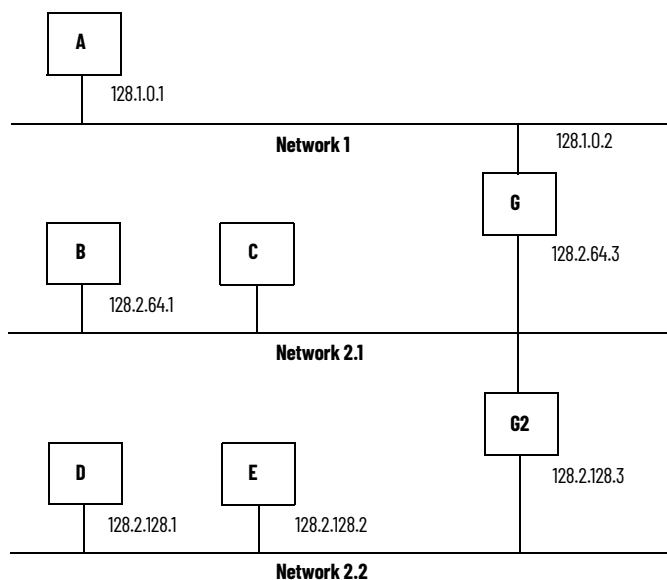 A
128.1.0.1
Network 1
128.1.0.2
G
128.2.64.3
B
128.2.64.1
C
Network 2.1
G2
128.2.128.3
D
128.2.128.1
E
128.2.128.2
Network 2.2